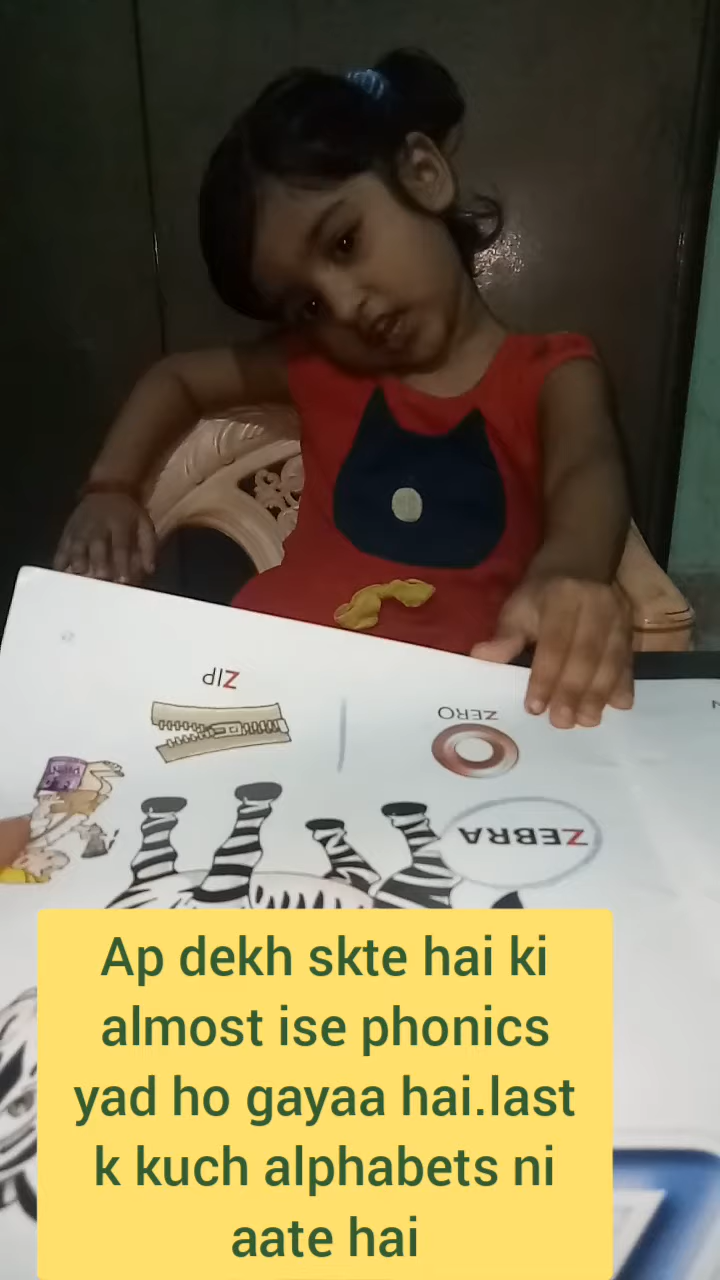 ZIP
ZERO
ZEBRA
Ap dekh skte hai ki
almost ise phonics
yad ho gayaa hai.last
k kuch alphabets ni
aate hai